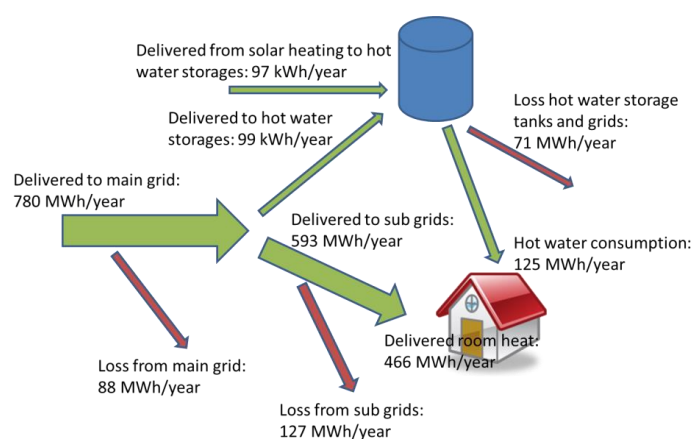 Delivered from solar heating to hot
water storages: 97 kWh/year
Delivered to hot water
storages: 99 kWh/year
Loss hot water storage
tanks and grids:
71 MWh/year
Delivered to main grid:
780 MWh/year
Delivered to sub grids:
593 MWh/year
Hot water consumption:
125 MWh/year
Delivered room heat:
466 MWh/year
Loss from main grid:
88 MWh/year
Loss from sub grids:
127 MWh/year